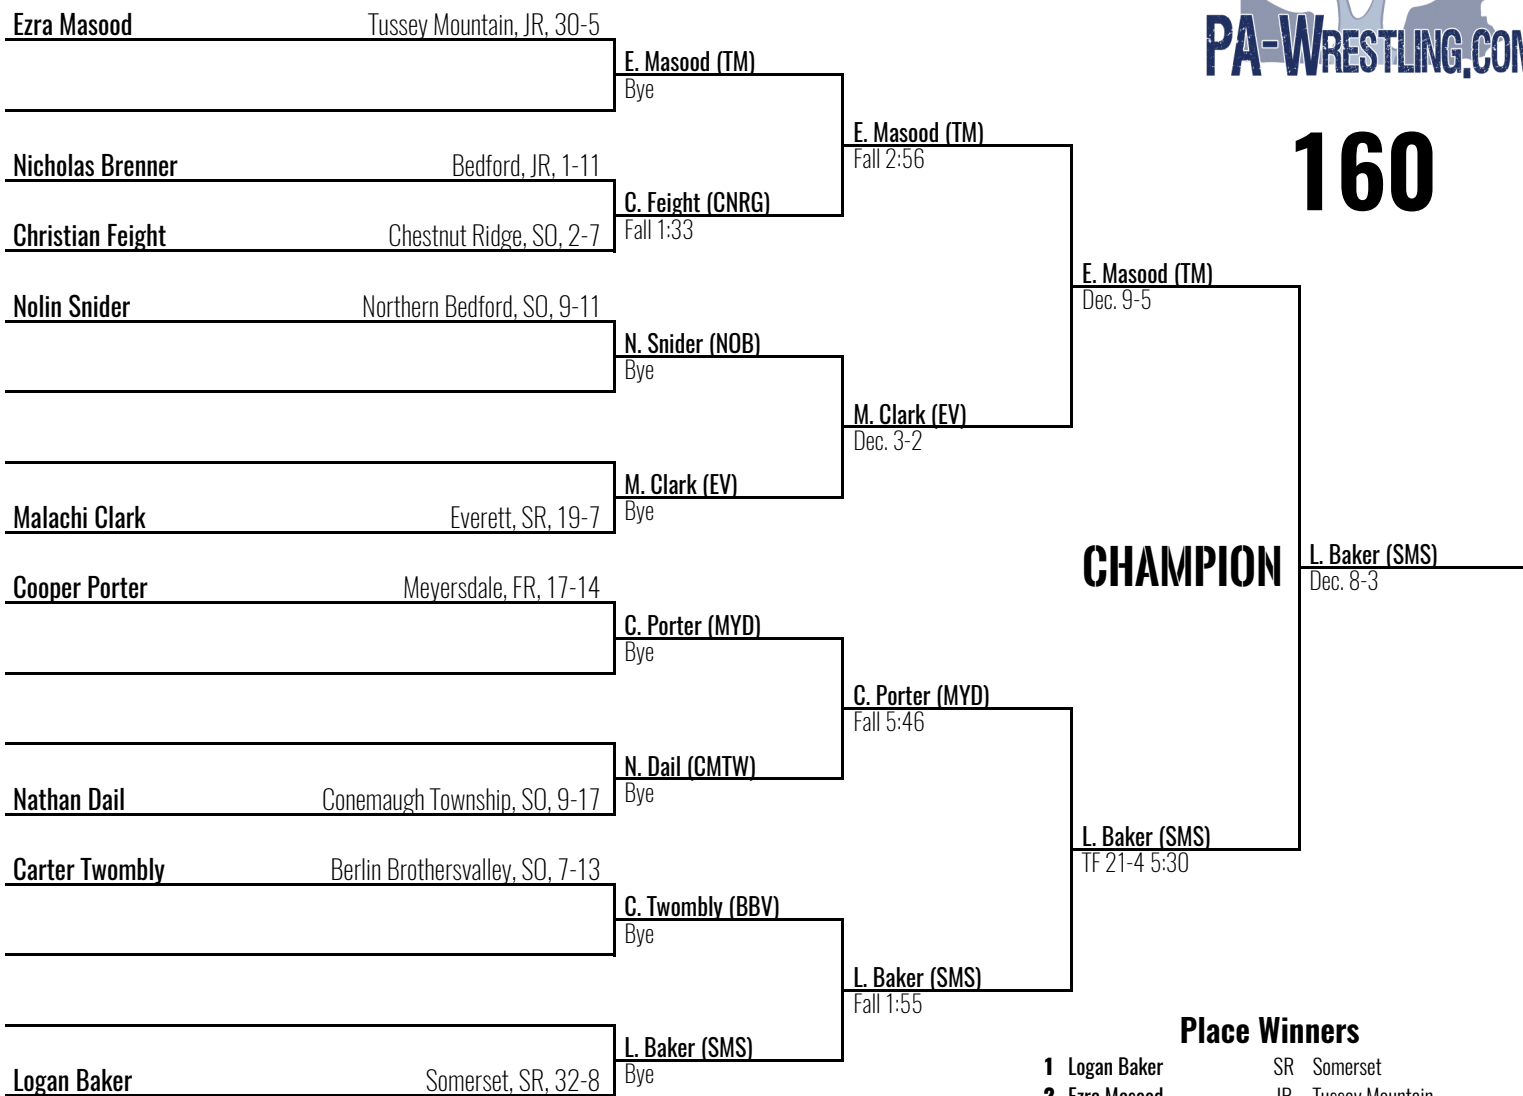 PA-WRESTLING.COM
160
Ezra Masood Tussey Mountain, JR, 30-5
E. Masood (TM)
Bye
E. Masood (TM)
Fall 2:56
Nicholas Brenner Bedford, JR, 1-11
C. Feight (CNRG)
Fall 1:33
Christian Feight Chestnut Ridge, SO, 2-7
E. Masood (TM)
Dec. 9-5
Nolin Snider Northern Bedford, SO, 9-11
N. Snider (NOB)
Bye
M. Clark (EV)
Dec. 3-2
M. Clark (EV)
Bye
Malachi Clark Everett, SR, 19-7
CHAMPION
L. Baker (SMS)
Dec. 8-3
Cooper Porter Meyersdale, FR, 17-14
C. Porter (MYD)
Bye
C. Porter (MYD)
Fall 5:46
N. Dail (CMTW)
Bye
Nathan Dail Conemaugh Township, SO, 9-17
L. Baker (SMS)
TF 21-4 5:30
Carter Twombly Berlin Brothersvalley, SO, 7-13
C. Twombly (BBV)
Bye
L. Baker (SMS)
Fall 1:55
L. Baker (SMS)
Bye
Logan Baker Somerset, SR, 32-8
Place Winners
1 Logan Baker SR Somerset
2 Ezra Masood JR Tussey Mountain